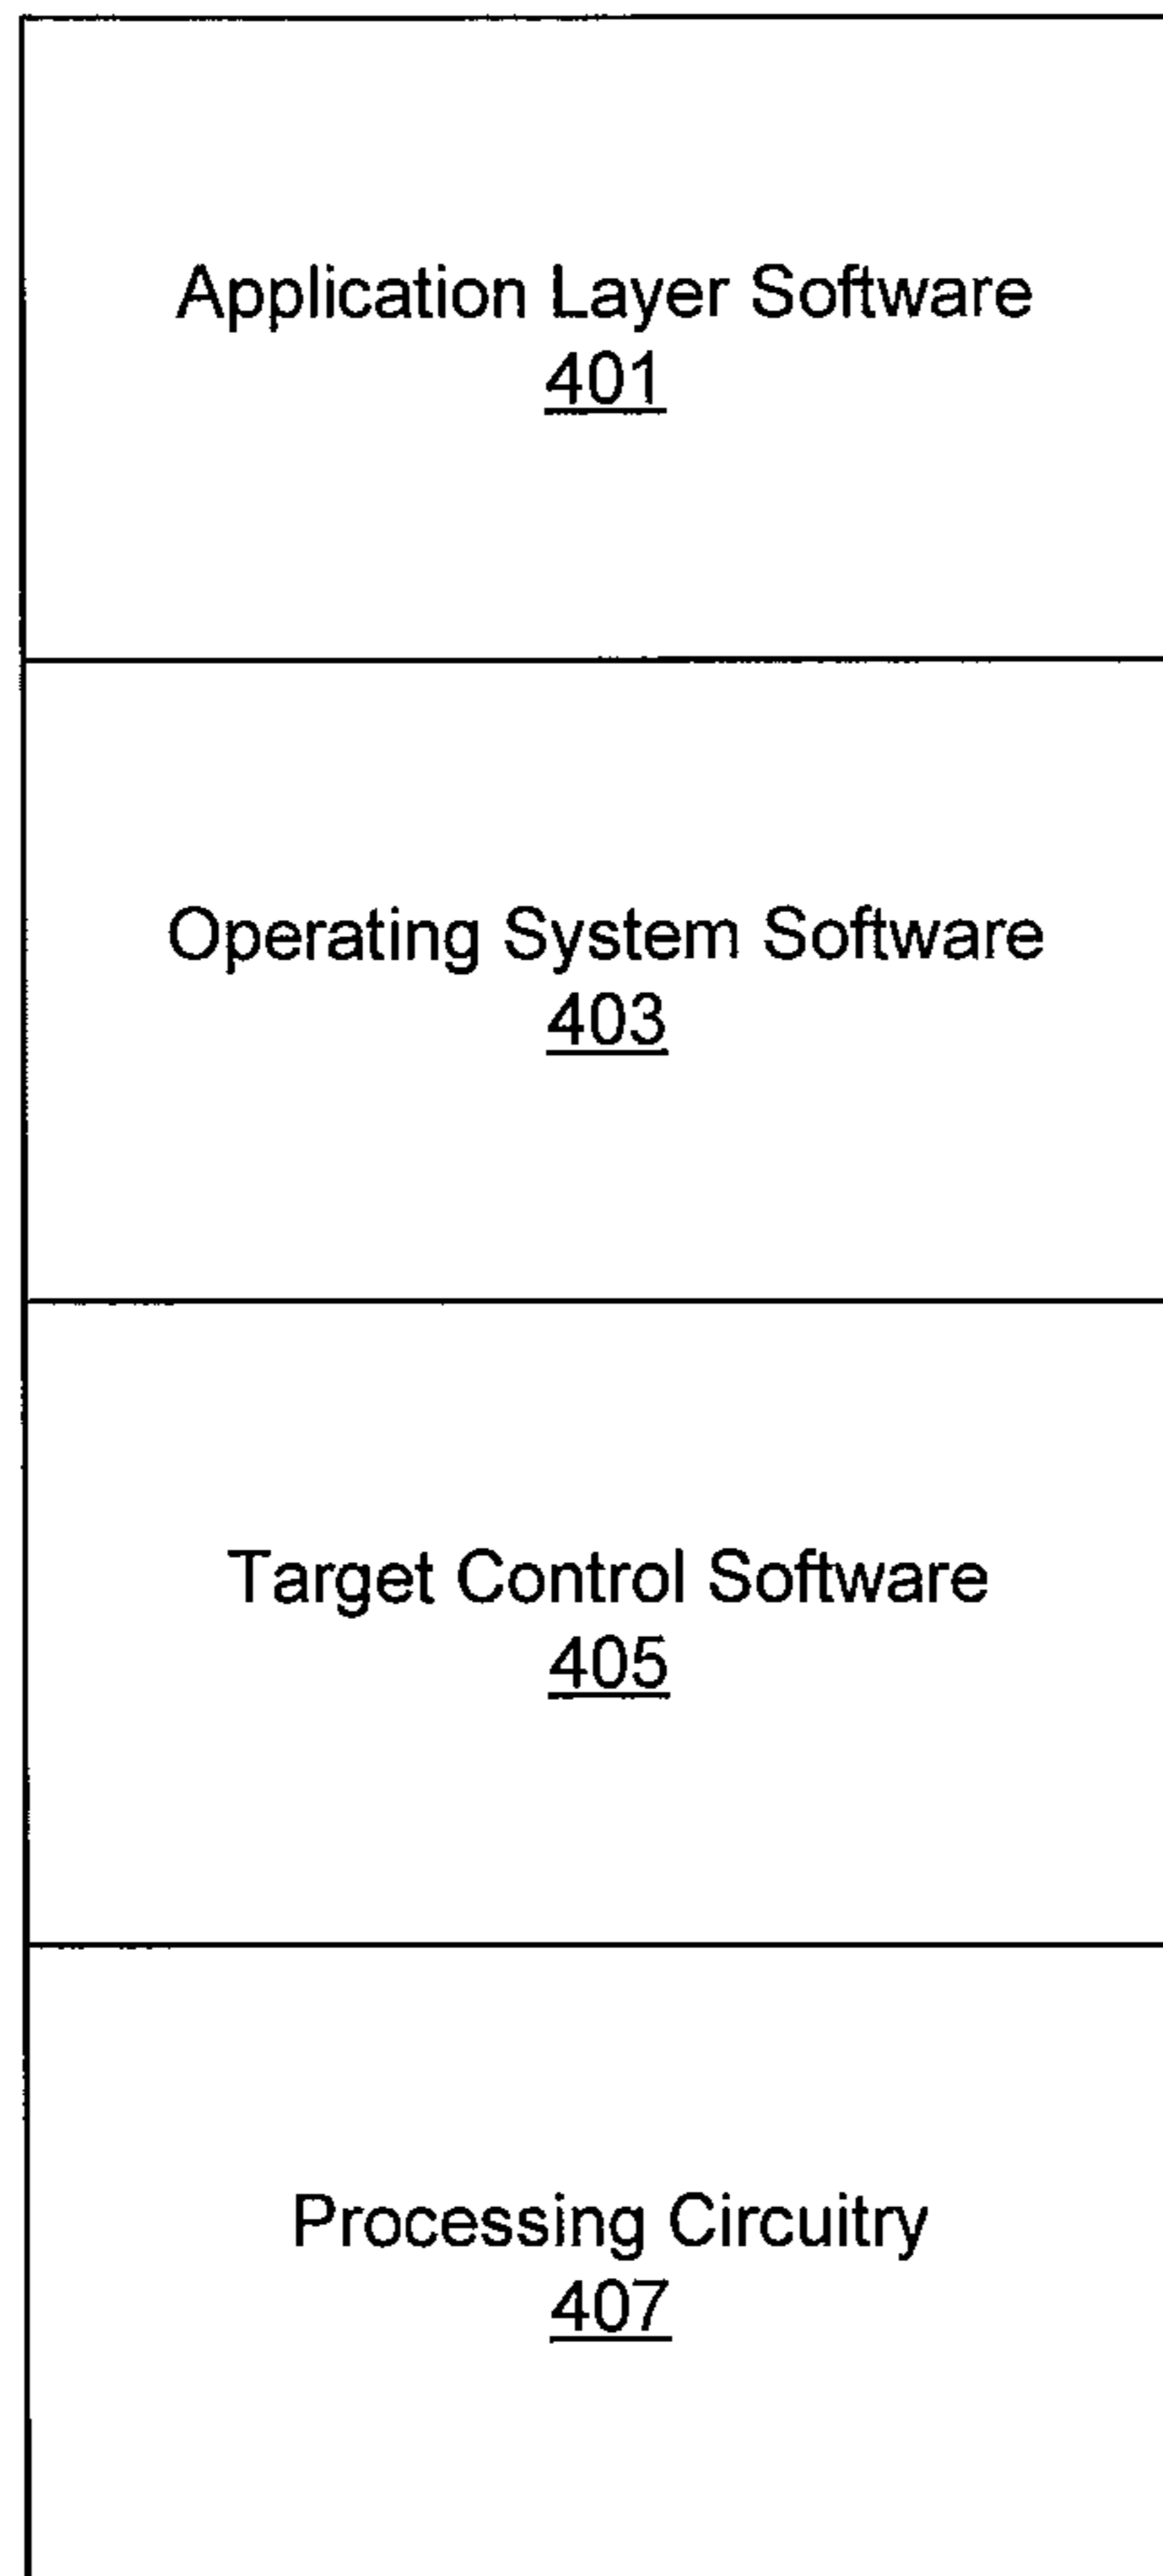 Application Layer Software
401
Operating System Software
403
Target Control Software
405
Processing Circuitry
407